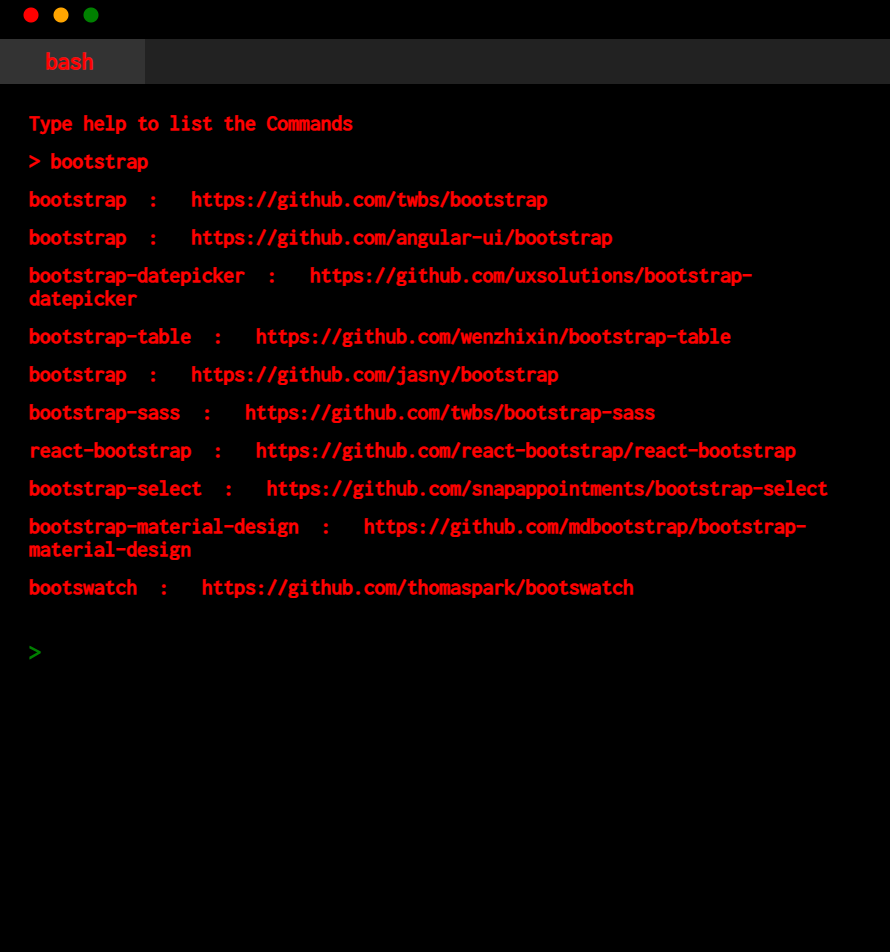 bash
Type help to list the Commands
> bootstrap
bootstrap  :   https://github.com/twbs/bootstrap
bootstrap  :   https://github.com/angular-ui/bootstrap
bootstrap-datepicker  :   https://github.com/uxsolutions/bootstrap-
datepicker
bootstrap-table  :   https://github.com/wenzhixin/bootstrap-table
bootstrap  :   https://github.com/jasny/bootstrap
bootstrap-sass  :   https://github.com/twbs/bootstrap-sass
react-bootstrap  :   https://github.com/react-bootstrap/react-bootstrap
bootstrap-select  :   https://github.com/snapappointments/bootstrap-select
bootstrap-material-design  :   https://github.com/mdbootstrap/bootstrap-
material-design
bootswatch  :   https://github.com/thomaspark/bootswatch
>